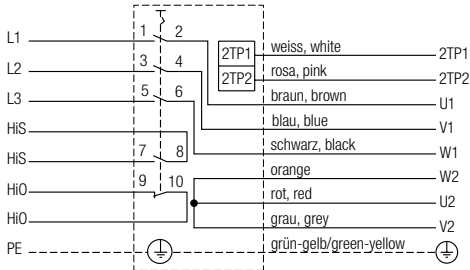 L1 1 2
2TP1 weiss, white 2TP1
L2 3 4
2TP2 rosa, pink 2TP2
L3 5 6
braun, brown U1
HiS
blau, blue V1
HiS 7 8
schwarz, black W1
HiO 9 10
orange W2
rot, red U2
HiO
grau, grey V2
PE
grün-gelb/green-yellow